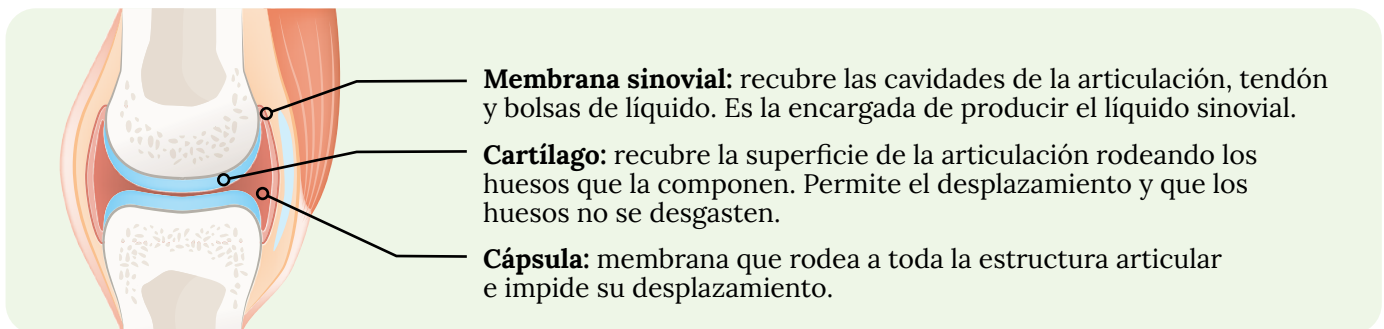 Membrana sinovial: recubre las cavidades de la articulación, tendón
y bolsas de líquido. Es la encargada de producir el líquido sinovial.
Cartílago: recubre la superficie de la articulación rodeando los
huesos que la componen. Permite el desplazamiento y que los
huesos no se desgasten.
Cápsula: membrana que rodea a toda la estructura articular
e impide su desplazamiento.